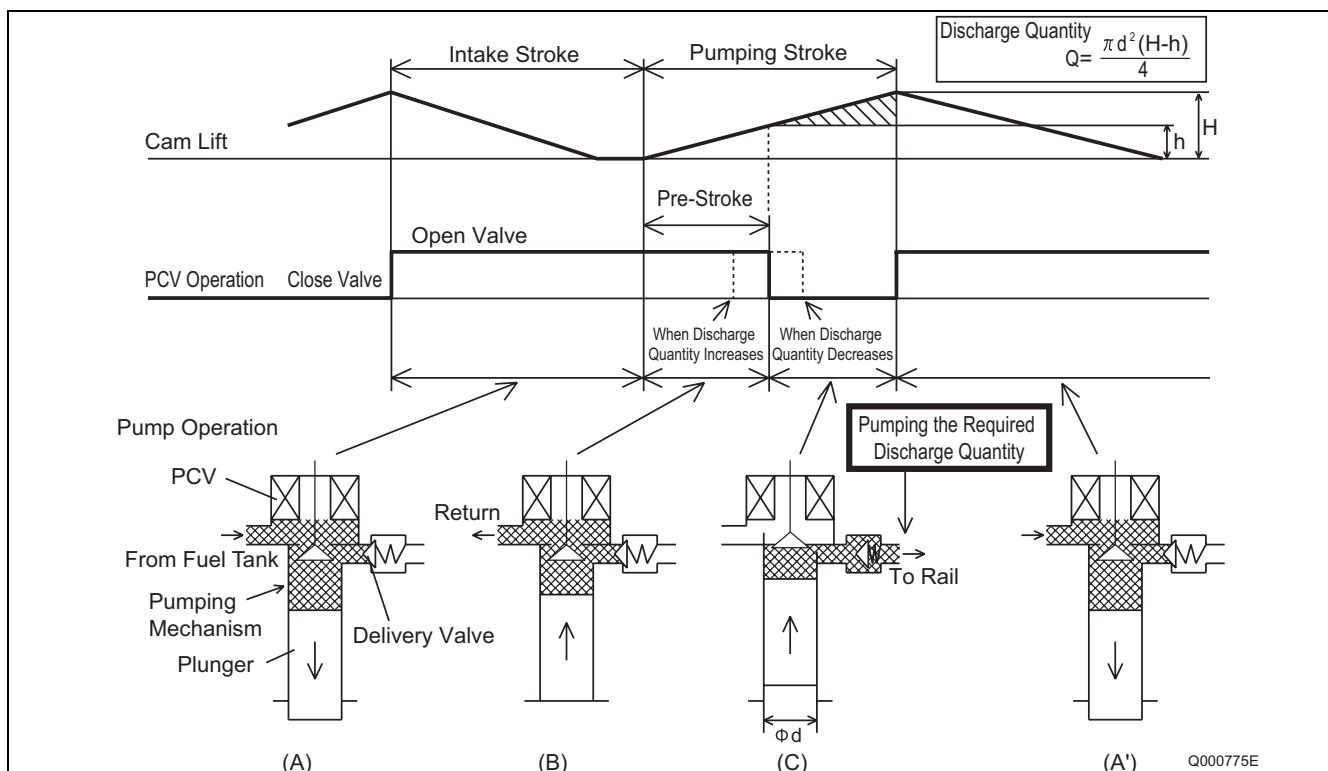 Discharge Quantity
Q= πd²(H-h)
4
Intake Stroke
Pumping Stroke
Cam Lift
h
H
Pre-Stroke
Open Valve
PCV Operation
Close Valve
When Discharge
Quantity Increases
When Discharge
Quantity Decreases
Pump Operation
Pumping the Required
Discharge Quantity
PCV
Return
From Fuel Tank
To Rail
Pumping
Mechanism
Delivery Valve
Plunger
Φd
(A)
(B)
(C)
(A')
Q000775E